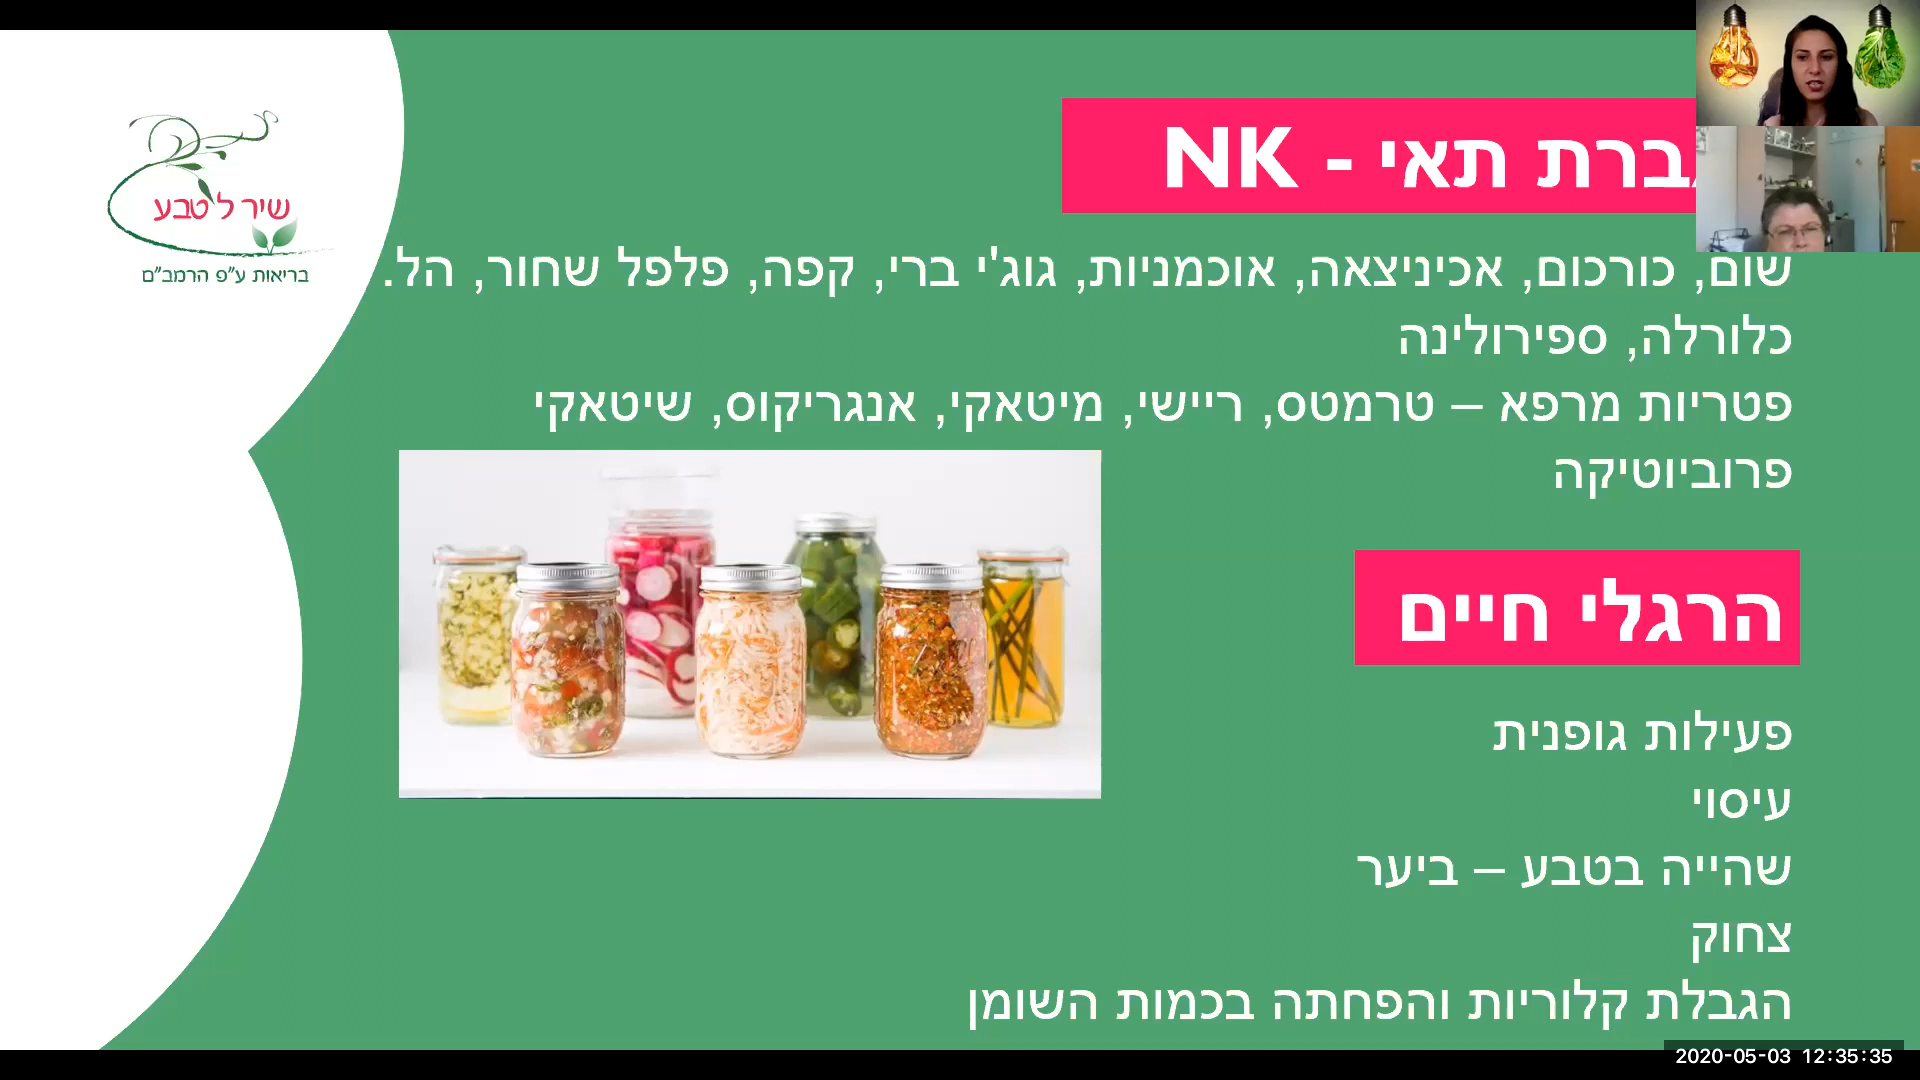 שיר לטבע
בריאות ע״פ הרמב״ם
תאי - NK
שום, כורכום, אכיניצאה, אוכמניות, גוג'י ברי, קפה, פלפל שחור, הל.
כלורלה, ספירולינה
פטריות מרפא – טרמטס, ריישי, מיטאקי, אנגריקוס, שיטאקי
פרוביוטיקה
הרגלי חיים
פעילות גופנית
עיסוי
שהייה בטבע – ביער
צחוק
הגבלת קלוריות והפחתה בכמות השומן
2020-05-03 12:35:35